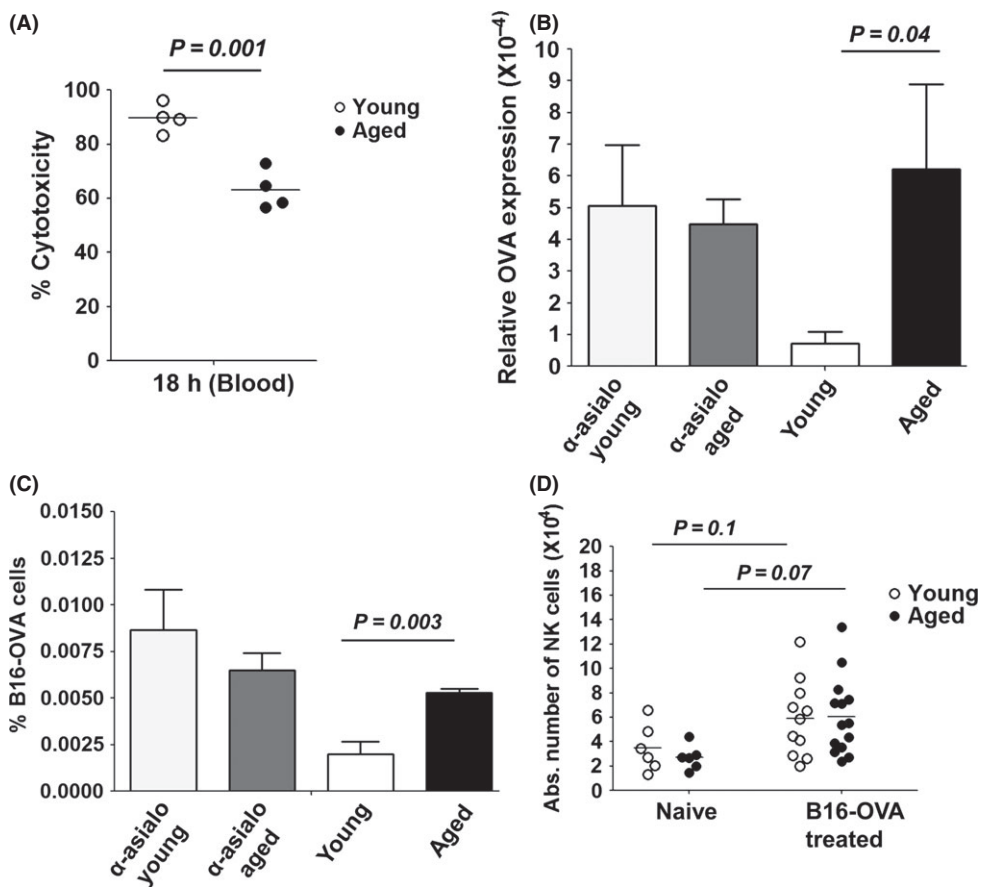 (A)
P = 0.001
% Cytotoxicity
100
80
60
40
20
0
18 h (Blood)
Young
Aged
(B)
P = 0.04
Relative OVA expression (X10⁻⁴)
10
9
8
7
6
5
4
3
2
1
0
α-asialo
young
α-asialo
aged
Young
Aged
(C)
P = 0.003
% B16-OVA cells
0.0150
0.0125
0.0100
0.0075
0.0050
0.0025
0.0000
α-asialo
young
α-asialo
aged
Young
Aged
(D)
P = 0.1
P = 0.07
Abs. number of NK cells (X10⁴)
20
18
16
14
12
10
8
6
4
2
0
Naive
B16-OVA
treated
Young
Aged